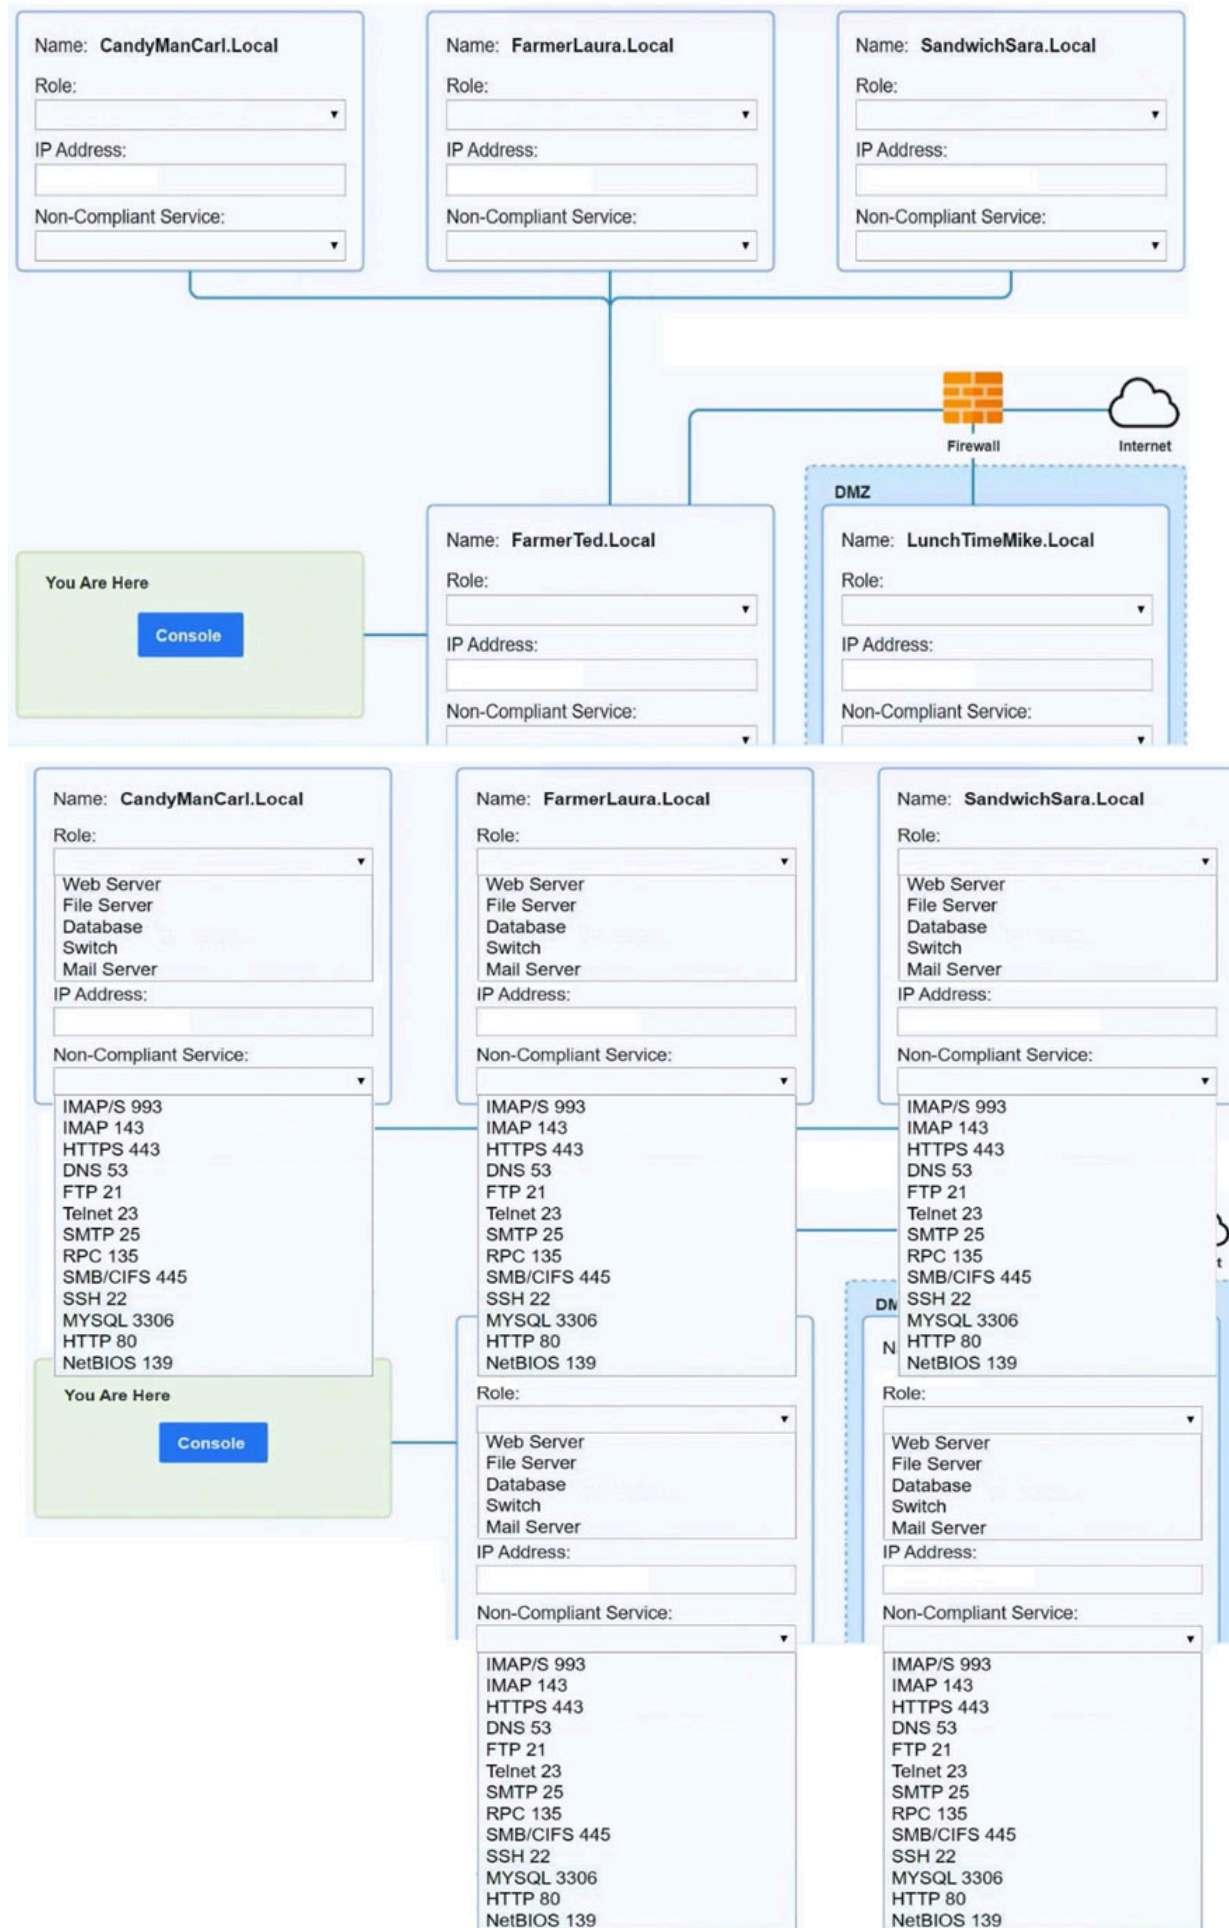 Name: CandyManCarl.Local
Role:
IP Address:
Non-Compliant Service:
Name: FarmerLaura.Local
Role:
IP Address:
Non-Compliant Service:
Name: SandwichSara.Local
Role:
IP Address:
Non-Compliant Service:
Firewall
Internet
You Are Here
Console
Name: FarmerTed.Local
Role:
IP Address:
Non-Compliant Service:
DMZ
Name: LunchTimeMike.Local
Role:
IP Address:
Non-Compliant Service:
Name: CandyManCarl.Local
Role:
Web Server
File Server
Database
Switch
Mail Server
IP Address:
Non-Compliant Service:
IMAP/S 993
IMAP 143
HTTPS 443
DNS 53
FTP 21
Telnet 23
SMTP 25
RPC 135
SMB/CIFS 445
SSH 22
MYSQL 3306
HTTP 80
NetBIOS 139
Name: FarmerLaura.Local
Role:
Web Server
File Server
Database
Switch
Mail Server
IP Address:
Non-Compliant Service:
IMAP/S 993
IMAP 143
HTTPS 443
DNS 53
FTP 21
Telnet 23
SMTP 25
RPC 135
SMB/CIFS 445
SSH 22
MYSQL 3306
HTTP 80
NetBIOS 139
Name: SandwichSara.Local
Role:
Web Server
File Server
Database
Switch
Mail Server
IP Address:
Non-Compliant Service:
IMAP/S 993
IMAP 143
HTTPS 443
DNS 53
FTP 21
Telnet 23
SMTP 25
RPC 135
SMB/CIFS 445
SSH 22
MYSQL 3306
HTTP 80
NetBIOS 139
You Are Here
Console
Role:
Web Server
File Server
Database
Switch
Mail Server
IP Address:
Non-Compliant Service:
IMAP/S 993
IMAP 143
HTTPS 443
DNS 53
FTP 21
Telnet 23
SMTP 25
RPC 135
SMB/CIFS 445
SSH 22
MYSQL 3306
HTTP 80
NetBIOS 139
Role:
Web Server
File Server
Database
Switch
Mail Server
IP Address:
Non-Compliant Service:
IMAP/S 993
IMAP 143
HTTPS 443
DNS 53
FTP 21
Telnet 23
SMTP 25
RPC 135
SMB/CIFS 445
SSH 22
MYSQL 3306
HTTP 80
NetBIOS 139